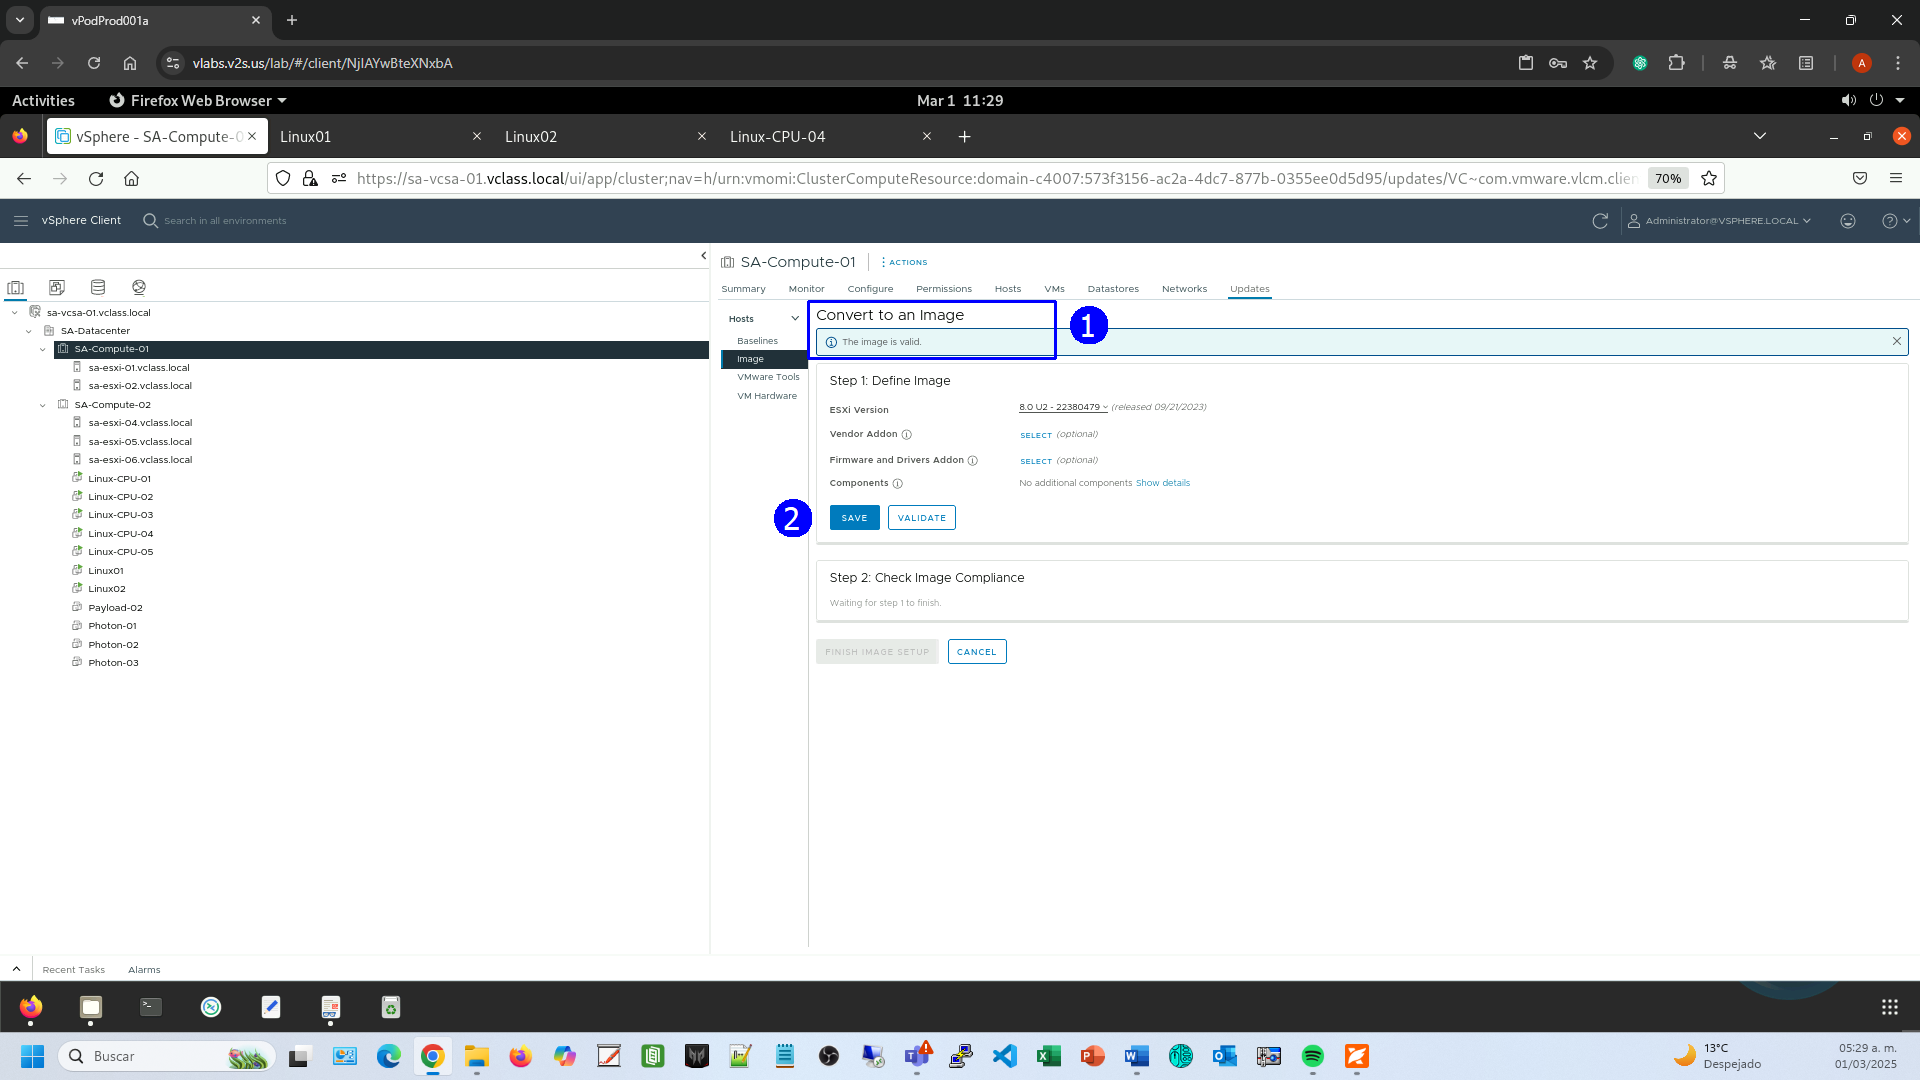 vPodProd001a
vlabs.v2s.us/lab/#/client/NjIAYwBteXNxbA
A
Activities
Firefox Web Browser
Mar 1 11:29
vSphere - SA-Compute-0
Linux01
Linux02
Linux-CPU-04
https://sa-vcsa-01.vclass.local/ui/app/cluster;nav=h/urn:vmomi:ClusterComputeResource:domain-c4007:573f3156-ac2a-4dc7-877b-0355ee0d5d95/updates/VC~com.vmware.vlcm.clien
70%
vSphere Client
Search in all environments
Administrator@VSPHERE.LOCAL
SA-Compute-01
ACTIONS
Summary
Monitor
Configure
Permissions
Hosts
VMs
Datastores
Networks
Updates
sa-vcsa-01.vclass.local
SA-Datacenter
SA-Compute-01
sa-esxi-01.vclass.local
sa-esxi-02.vclass.local
SA-Compute-02
sa-esxi-04.vclass.local
sa-esxi-05.vclass.local
sa-esxi-06.vclass.local
Linux-CPU-01
Linux-CPU-02
Linux-CPU-03
Linux-CPU-04
Linux-CPU-05
Linux01
Linux02
Payload-02
Photon-01
Photon-02
Photon-03
Hosts
Baselines
Image
VMware Tools
VM Hardware
Convert to an Image
1
The image is valid.
Step 1: Define Image
ESXi Version
8.0 U2 - 22380479 (released 09/21/2023)
Vendor Addon
SELECT (optional)
Firmware and Drivers Addon
SELECT (optional)
Components
No additional components Show details
2
SAVE
VALIDATE
Step 2: Check Image Compliance
Waiting for step 1 to finish.
FINISH IMAGE SETUP
CANCEL
Recent Tasks
Alarms
Buscar
13°C
Despejado
05:29 a. m.
01/03/2025